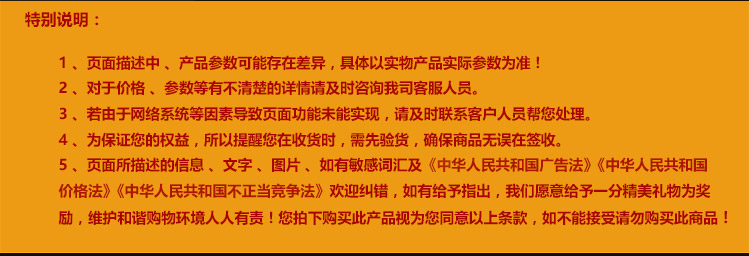 特别说明：
1、页面描述中、产品参数可能存在差异，具体以实物产品实际参数为准！
2、对于价格、参数等有不清楚的详情请及时咨询我司客服人员。
3、若由于网络系统等因素导致页面功能未能实现，请及时联系客户人员帮您处理。
4、为保证您的权益，所以提醒您在收货时，需先验货，确保商品无误在签收。
5、页面所描述的信息、文字、图片、如有敏感词汇及《中华人民共和国广告法》《中华人民共和国
价格法》《中华人民共和国不正当竞争法》欢迎纠错，如有给予指出，我们愿意给予一分精美礼物为奖
励，维护和谐购物环境人人有责！您拍下购买此产品视为您同意以上条款，如不能接受请勿购买此商品！